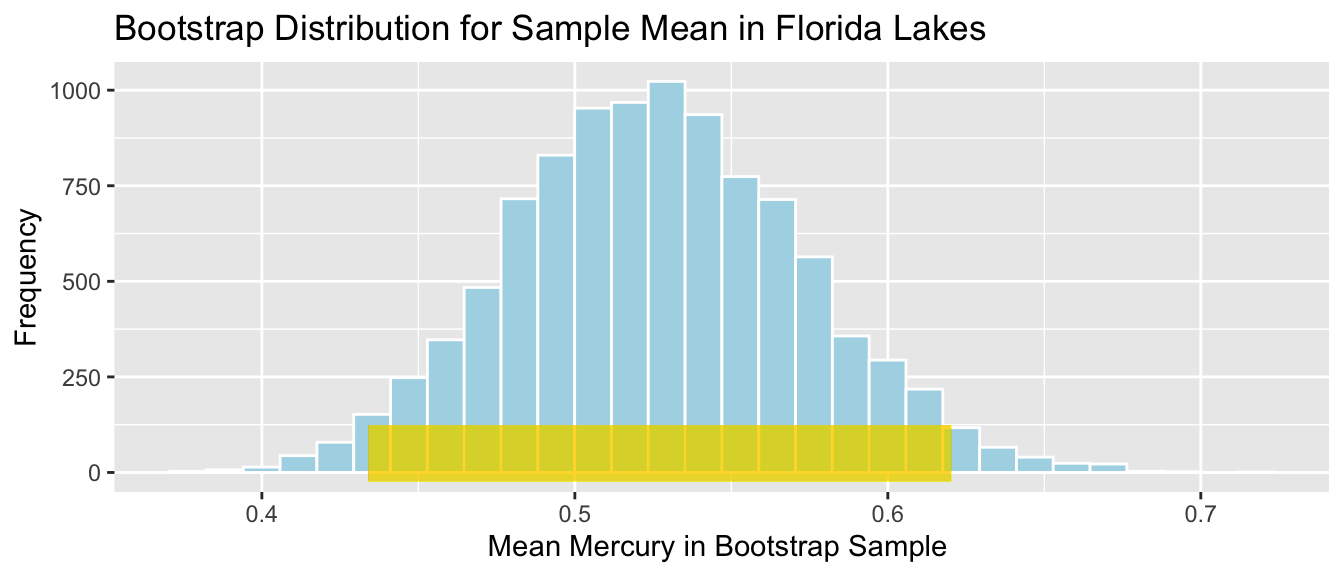 Bootstrap Distribution for Sample Mean in Florida Lakes
Frequency
1000
750
500
250
0
0.4 0.5 0.6 0.7
Mean Mercury in Bootstrap Sample